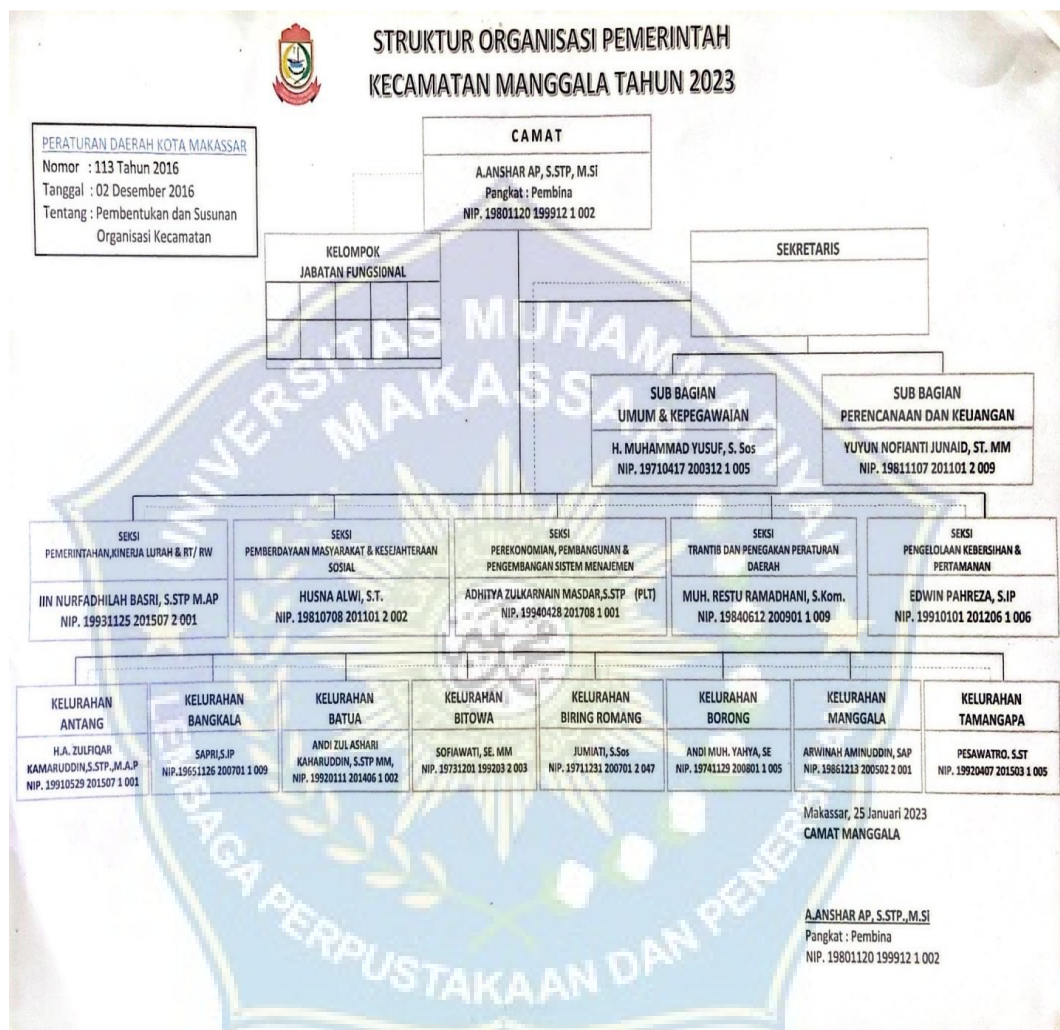 STRUKTUR ORGANISASI PEMERINTAH
KECAMATAN MANGGALA TAHUN 2023
PERATURAN DAERAH KOTA MAKASSAR
Nomor : 113 Tahun 2016
Tanggal : 02 Desember 2016
Tentang : Pembentukan dan Susunan
Organisasi Kecamatan
CAMAT
A.ANSHAR AP, S.STP, M.Si
Pangkat : Pembina
NIP. 19801120 199912 1 002
KELOMPOK
JABATAN FUNGSIONAL
SEKRETARIS
SUB BAGIAN
UMUM & KEPEGAWAIAN
H. MUHAMMAD YUSUF, S. Sos
NIP. 19710417 200312 1 005
SUB BAGIAN
PERENCANAAN DAN KEUANGAN
YUYUN NOFIANTI JUNAID, ST. MM
NIP. 19811107 201101 2 009
SEKSI
PEMERINTAHAN,KINERJA LURAH & RT/ RW
IIN NURFADHILAH BASRI, S.STP M.AP
NIP. 19931125 201507 2 001
SEKSI
PEMBERDAYAAN MASYARAKAT & KESEJAHTERAAN
SOSIAL
HUSNA ALWI, S.T.
NIP. 19810708 201101 2 002
SEKSI
PEREKONOMIAN, PEMBANGUNAN &
PENGEMBANGAN SISTEM MENAJEMEN
ADHITYA ZULKARNAIN MASDAR,S.STP (PLT)
NIP. 19940428 201708 1 001
SEKSI
TRANTIB DAN PENEGAKAN PERATURAN
DAERAH
MUH. RESTU RAMADHANI, S.Kom.
NIP. 19840612 200901 1 009
SEKSI
PENGELOLAAN KEBERSIHAN &
PERTAMANAN
EDWIN PAHREZA, S.IP
NIP. 19910101 201206 1 006
KELURAHAN
ANTANG
H.A. ZULFIQAR
KAMARUDDIN,S.STP.,M.A.P
NIP. 19910529 201507 1 001
KELURAHAN
BANGKALA
SAPRI,S.IP
NIP.19651126 200701 1 009
KELURAHAN
BATUA
ANDI ZUL ASHARI
KAHARUDDIN, S.STP MM,
NIP. 19920111 201406 1 002
KELURAHAN
BITOWA
SOFIAWATI, SE. MM
NIP. 19731201 199203 2 003
KELURAHAN
BIRING ROMANG
JUMIATI, S.Sos
NIP. 19711231 200701 2 047
KELURAHAN
BORONG
ANDI MUH. YAHYA, SE
NIP. 19741129 200801 1 005
KELURAHAN
MANGGALA
ARWINAH AMINUDDIN, SAP
NIP. 19861213 200502 2 001
KELURAHAN
TAMANGAPA
PESAWATRO. S.ST
NIP. 19920407 201503 1 005
Makassar, 25 Januari 2023
CAMAT MANGGALA
A.ANSHAR AP, S.STP.,M.Si
Pangkat : Pembina
NIP. 19801120 199912 1 002
UNIVERSITAS MUHAMMADIYAH
MAKASSAR
LEMBAGA PERPUSTAKAAN DAN PENERBITAN